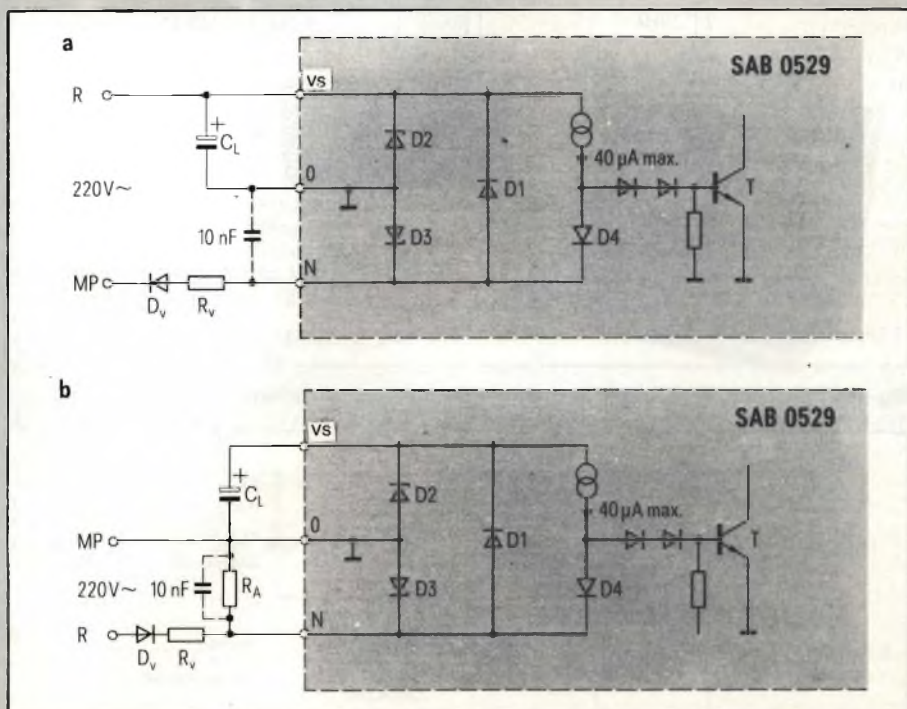 a
SAB 0529
R
VS
+
C_L
D2
40 µA max.
220V~
0
D1
T
10 nF
D3
D4
N
MP
D_v
R_v
b
SAB 0529
VS
+
C_L
D2
40 µA max.
MP
0
D1
T
220V~
10 nF
R_A
D3
D4
N
R
D_v
R_v